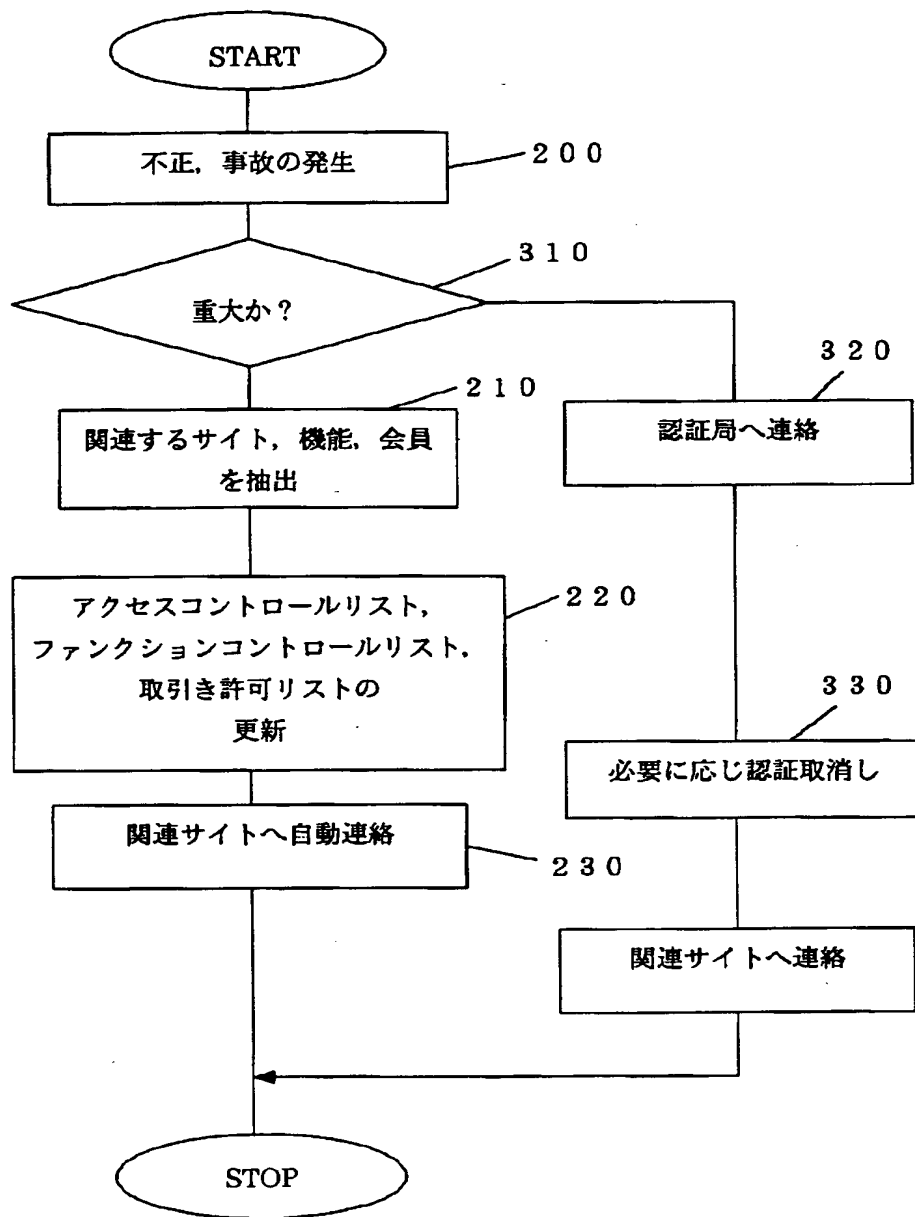 START
不正，事故の発生
２００
３１０
重大か？
３２０
２１０
関連するサイト，機能，会員
を抽出
認証局へ連絡
アクセスコントロールリスト，
ファンクションコントロールリスト，
取引き許可リストの
更新
２２０
３３０
必要に応じ認証取消し
関連サイトへ自動連絡
２３０
関連サイトへ連絡
STOP